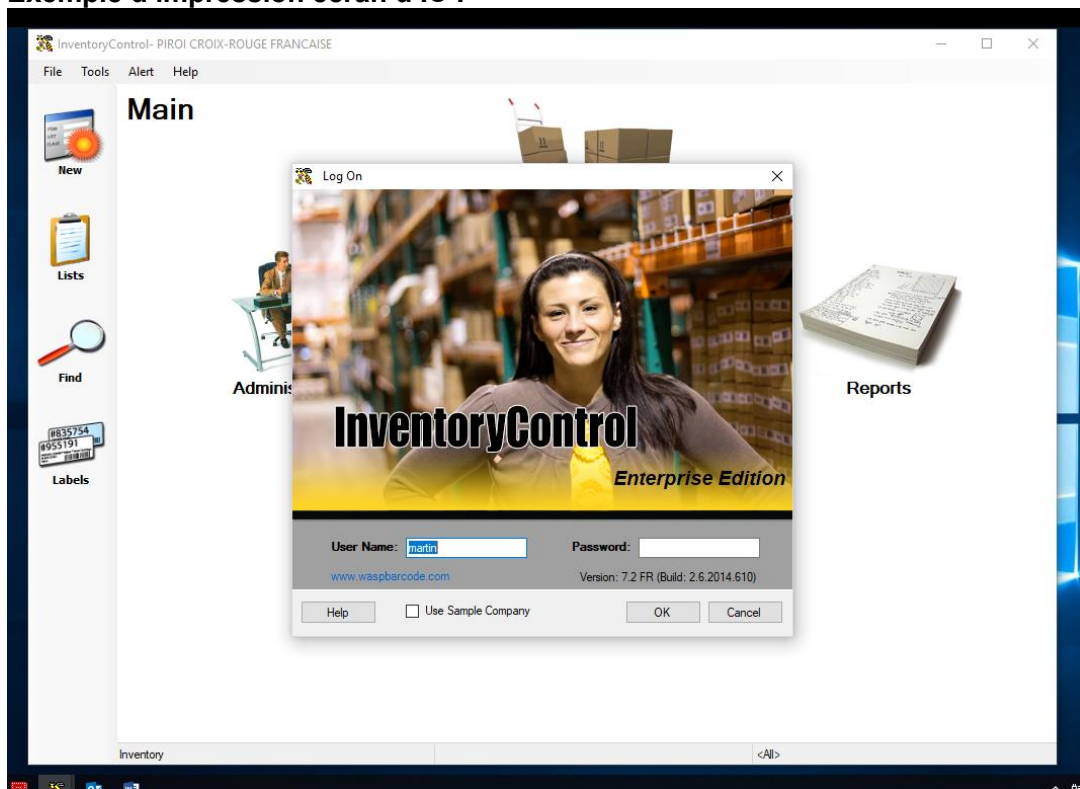 InventoryControl- PIROI CROIX-ROUGE FRANCAISE
File Tools Alert Help
Main
New
Lists
Find
#835754
#955191
Labels
Adminis
Reports
Log On
InventoryControl
Enterprise Edition
User Name: martin
Password:
www.waspbarcode.com
Version: 7.2 FR (Build: 2.6.2014.610)
Help
Use Sample Company
OK
Cancel
Inventory
<All>